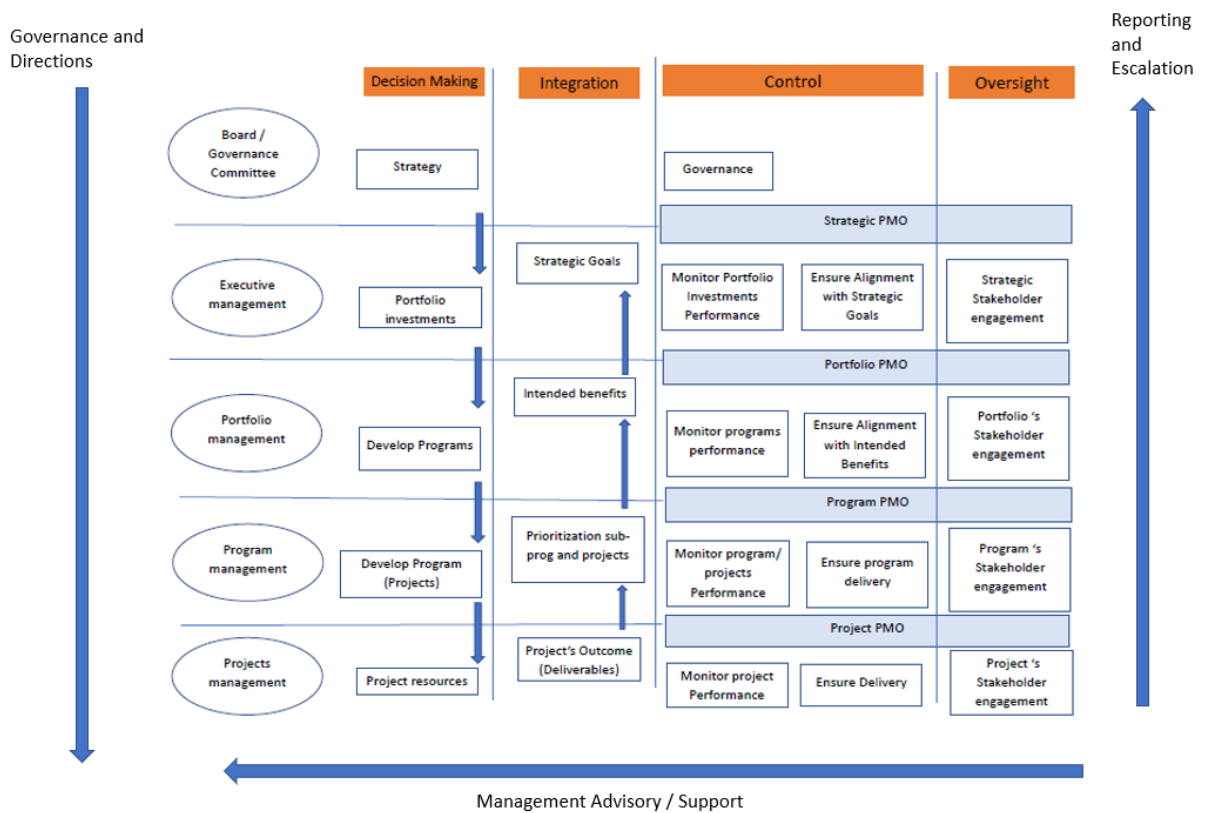 Governance and
Directions
Reporting
and
Escalation
Decision Making
Integration
Control
Oversight
Board /
Governance
Committee
Strategy
Governance
Strategic PMO
Executive
management
Portfolio
investments
Strategic Goals
Monitor Portfolio
Investments
Performance
Ensure Alignment
with Strategic
Goals
Strategic
Stakeholder
engagement
Portfolio PMO
Portfolio
management
Develop Programs
Intended benefits
Monitor programs
performance
Ensure Alignment
with Intended
Benefits
Portfolio ‘s
Stakeholder
engagement
Program PMO
Program
management
Develop Program
(Projects)
Prioritization sub-
prog and projects
Monitor program/
projects
Performance
Ensure program
delivery
Program ‘s
Stakeholder
engagement
Project PMO
Projects
management
Project resources
Project’s Outcome
(Deliverables)
Monitor project
Performance
Ensure Delivery
Project ‘s
Stakeholder
engagement
Management Advisory / Support